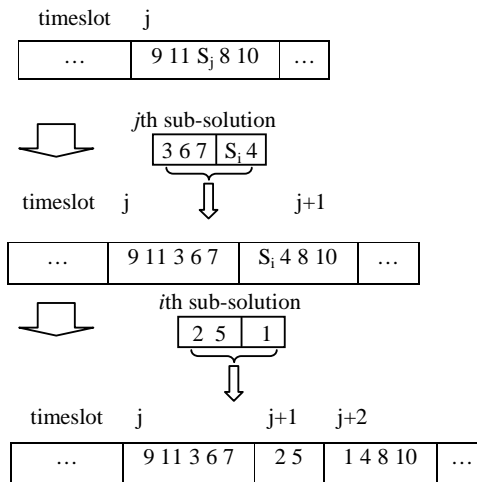 timeslot j
… 9 11 Sj 8 10 …
jth sub-solution
3 6 7 Si 4
timeslot j j+1
… 9 11 3 6 7 Si 4 8 10 …
ith sub-solution
2 5 1
timeslot j j+1 j+2
… 9 11 3 6 7 2 5 1 4 8 10 …